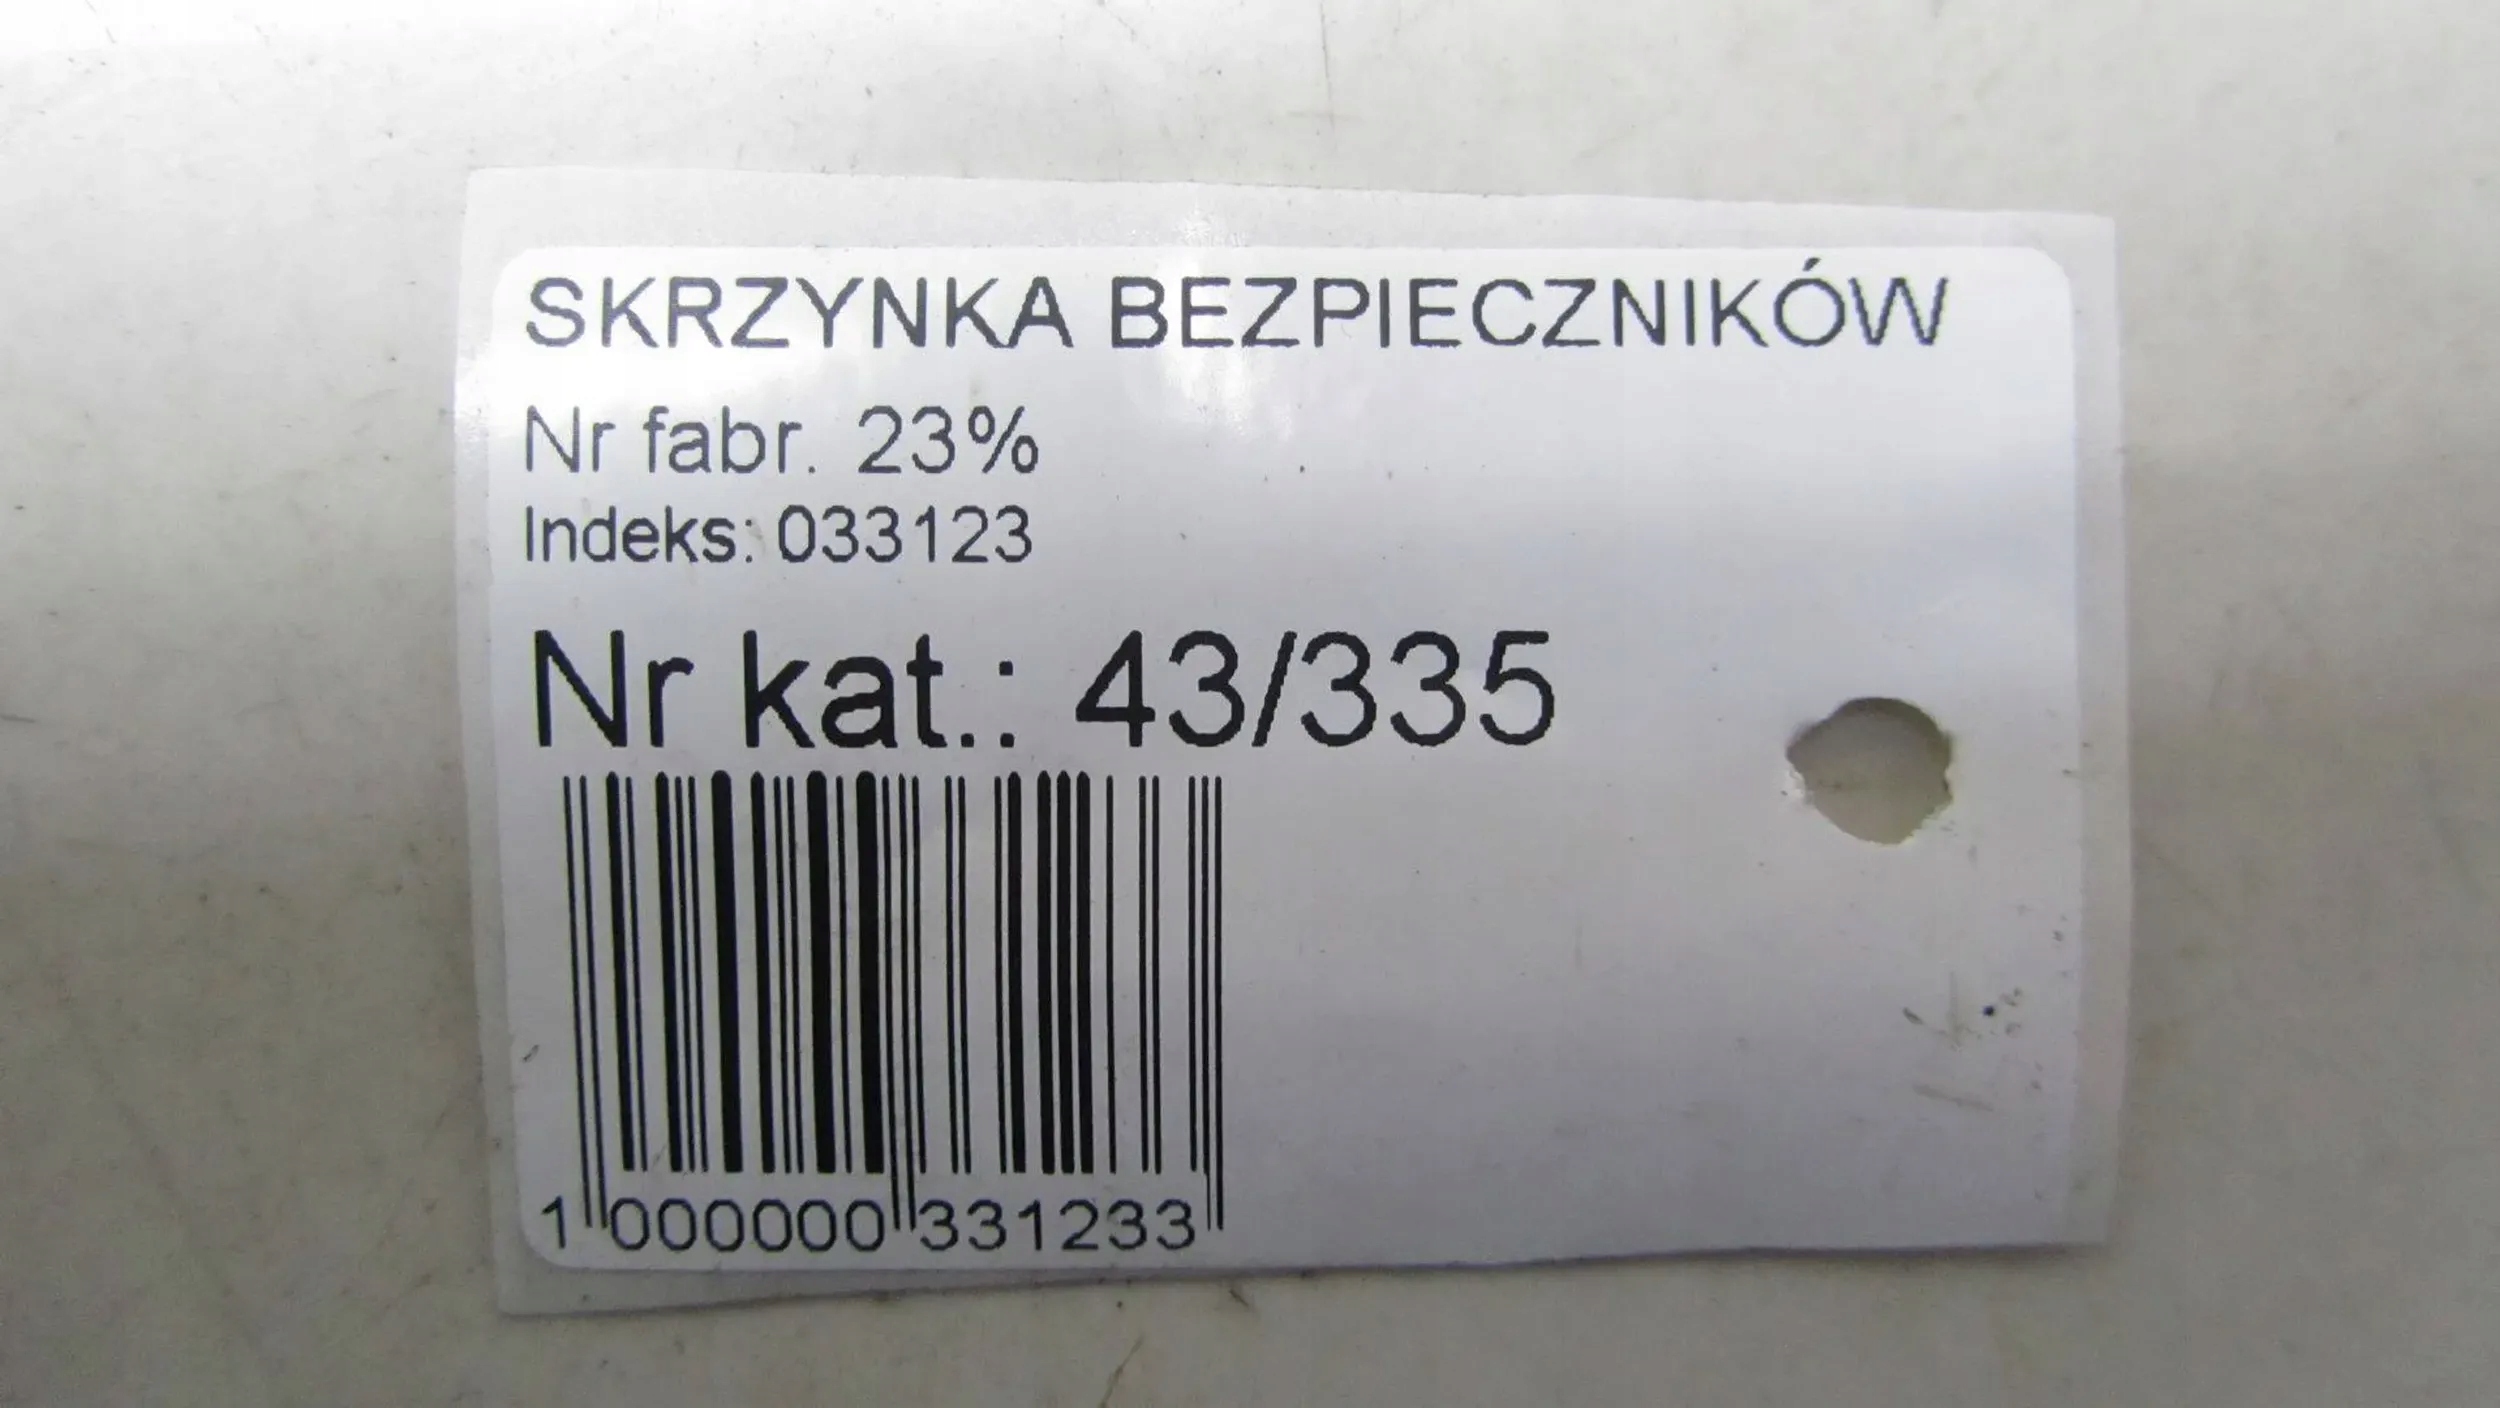 SKRZYNKA BEZPIECZNIKÓW
Nr fabr. 23%
Indeks: 033123
Nr kat.: 43/335
1 000000 331233